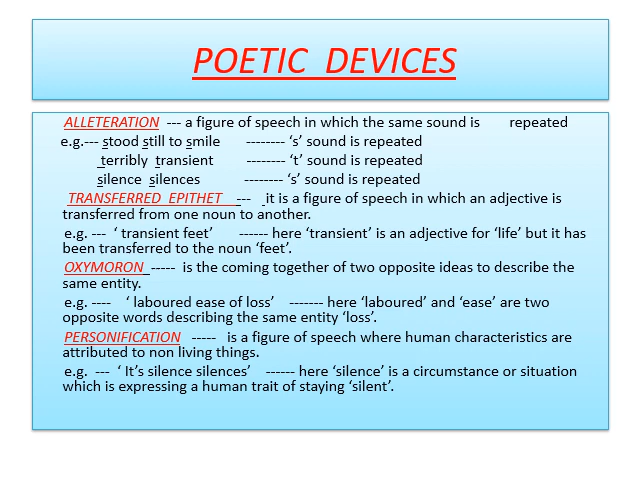 POETIC DEVICES
ALLETERATION --- a figure of speech in which the same sound is repeated
e.g.--- stood still to smile -------- ‘s’ sound is repeated
terribly transient -------- ‘t’ sound is repeated
silence silences -------- ‘s’ sound is repeated
TRANSFERRED EPITHET --- it is a figure of speech in which an adjective is
transferred from one noun to another.
e.g. --- ‘ transient feet’ ------ here ‘transient’ is an adjective for ‘life’ but it has
been transferred to the noun ‘feet’.
OXYMORON ----- is the coming together of two opposite ideas to describe the
same entity.
e.g. ---- ‘ laboured ease of loss’ ------- here ‘laboured’ and ‘ease’ are two
opposite words describing the same entity ‘loss’.
PERSONIFICATION ----- is a figure of speech where human characteristics are
attributed to non living things.
e.g. --- ‘ It’s silence silences’ ------ here ‘silence’ is a circumstance or situation
which is expressing a human trait of staying ‘silent’.